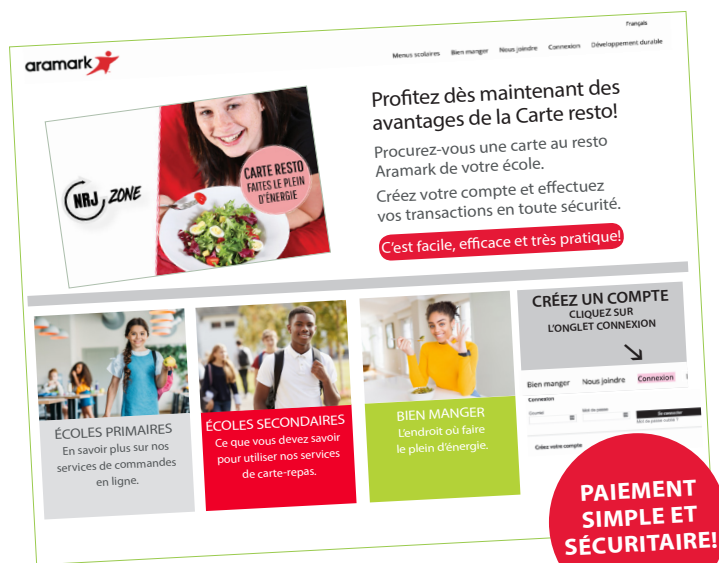 Français
aramark
Menus scolaires Bien manger Nous joindre Connexion Développement durable
NRJ ZONE
CARTE RESTO
FAITES LE PLEIN
D'ÉNERGIE
Profitez dès maintenant des
avantages de la Carte resto!
Procurez-vous une carte au resto
Aramark de votre école.
Créez votre compte et effectuez
vos transactions en toute sécurité.
C'est facile, efficace et très pratique!
ÉCOLES PRIMAIRES
En savoir plus sur nos
services de commandes
en ligne.
ÉCOLES SECONDAIRES
Ce que vous devez savoir
pour utiliser nos services
de carte-repas.
BIEN MANGER
L'endroit où faire
le plein d'énergie.
CRÉEZ UN COMPTE
CLIQUEZ SUR
L'ONGLET CONNEXION
Bien manger Nous joindre Connexion
Connexion
Courriel Mot de passe
Se connecter
Mot de passe oublié ?
Créez votre compte
PAIEMENT
SIMPLE ET
SÉCURITAIRE!